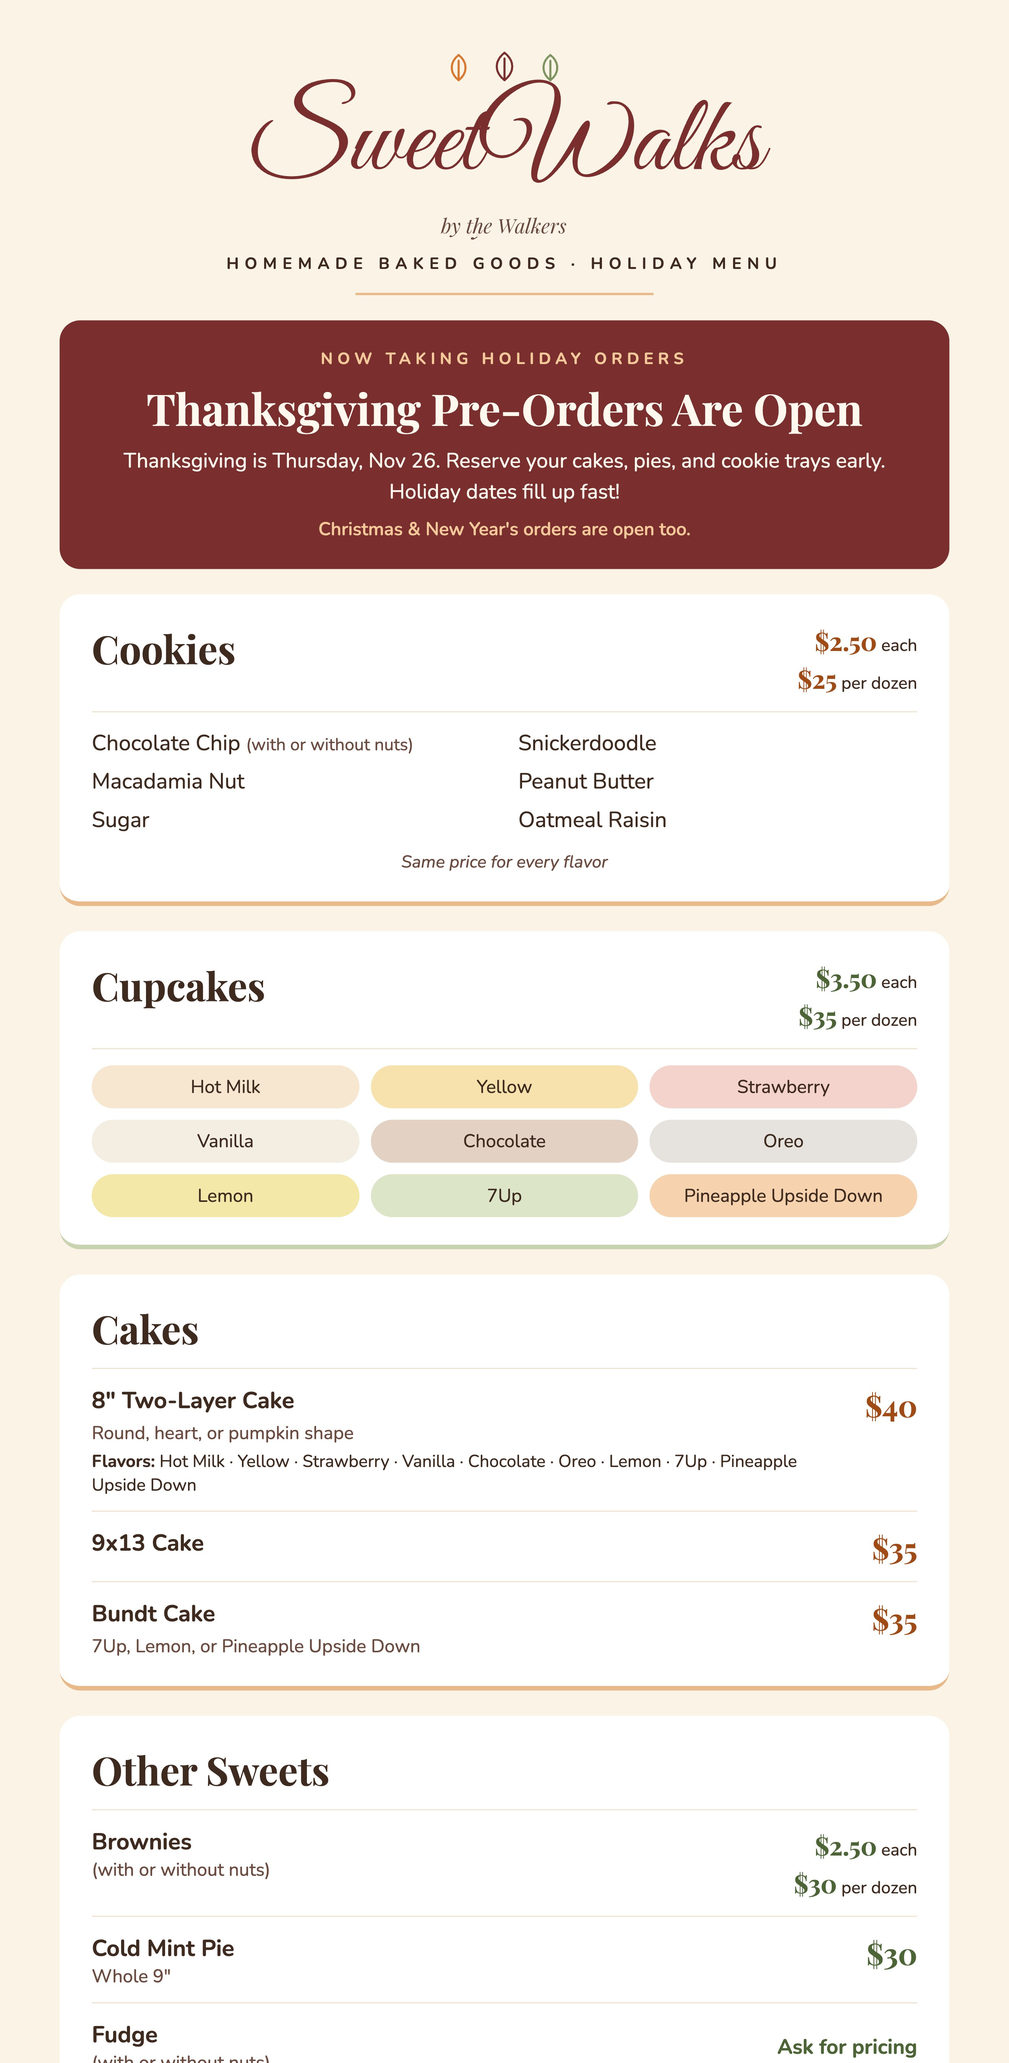 Sweet Walks
by the Walkers
HOMEMADE BAKED GOODS · HOLIDAY MENU
NOW TAKING HOLIDAY ORDERS
Thanksgiving Pre-Orders Are Open
Thanksgiving is Thursday, Nov 26. Reserve your cakes, pies, and cookie trays early.
Holiday dates fill up fast!
Christmas & New Year's orders are open too.
Cookies
$2.50 each
$25 per dozen
Chocolate Chip (with or without nuts)
Snickerdoodle
Macadamia Nut
Peanut Butter
Sugar
Oatmeal Raisin
Same price for every flavor
Cupcakes
$3.50 each
$35 per dozen
Hot Milk
Yellow
Strawberry
Vanilla
Chocolate
Oreo
Lemon
7Up
Pineapple Upside Down
Cakes
8" Two-Layer Cake
$40
Round, heart, or pumpkin shape
Flavors: Hot Milk · Yellow · Strawberry · Vanilla · Chocolate · Oreo · Lemon · 7Up · Pineapple
Upside Down
9x13 Cake
$35
Bundt Cake
$35
7Up, Lemon, or Pineapple Upside Down
Other Sweets
Brownies
$2.50 each
(with or without nuts)
$30 per dozen
Cold Mint Pie
$30
Whole 9"
Fudge
Ask for pricing
(with or without nuts)